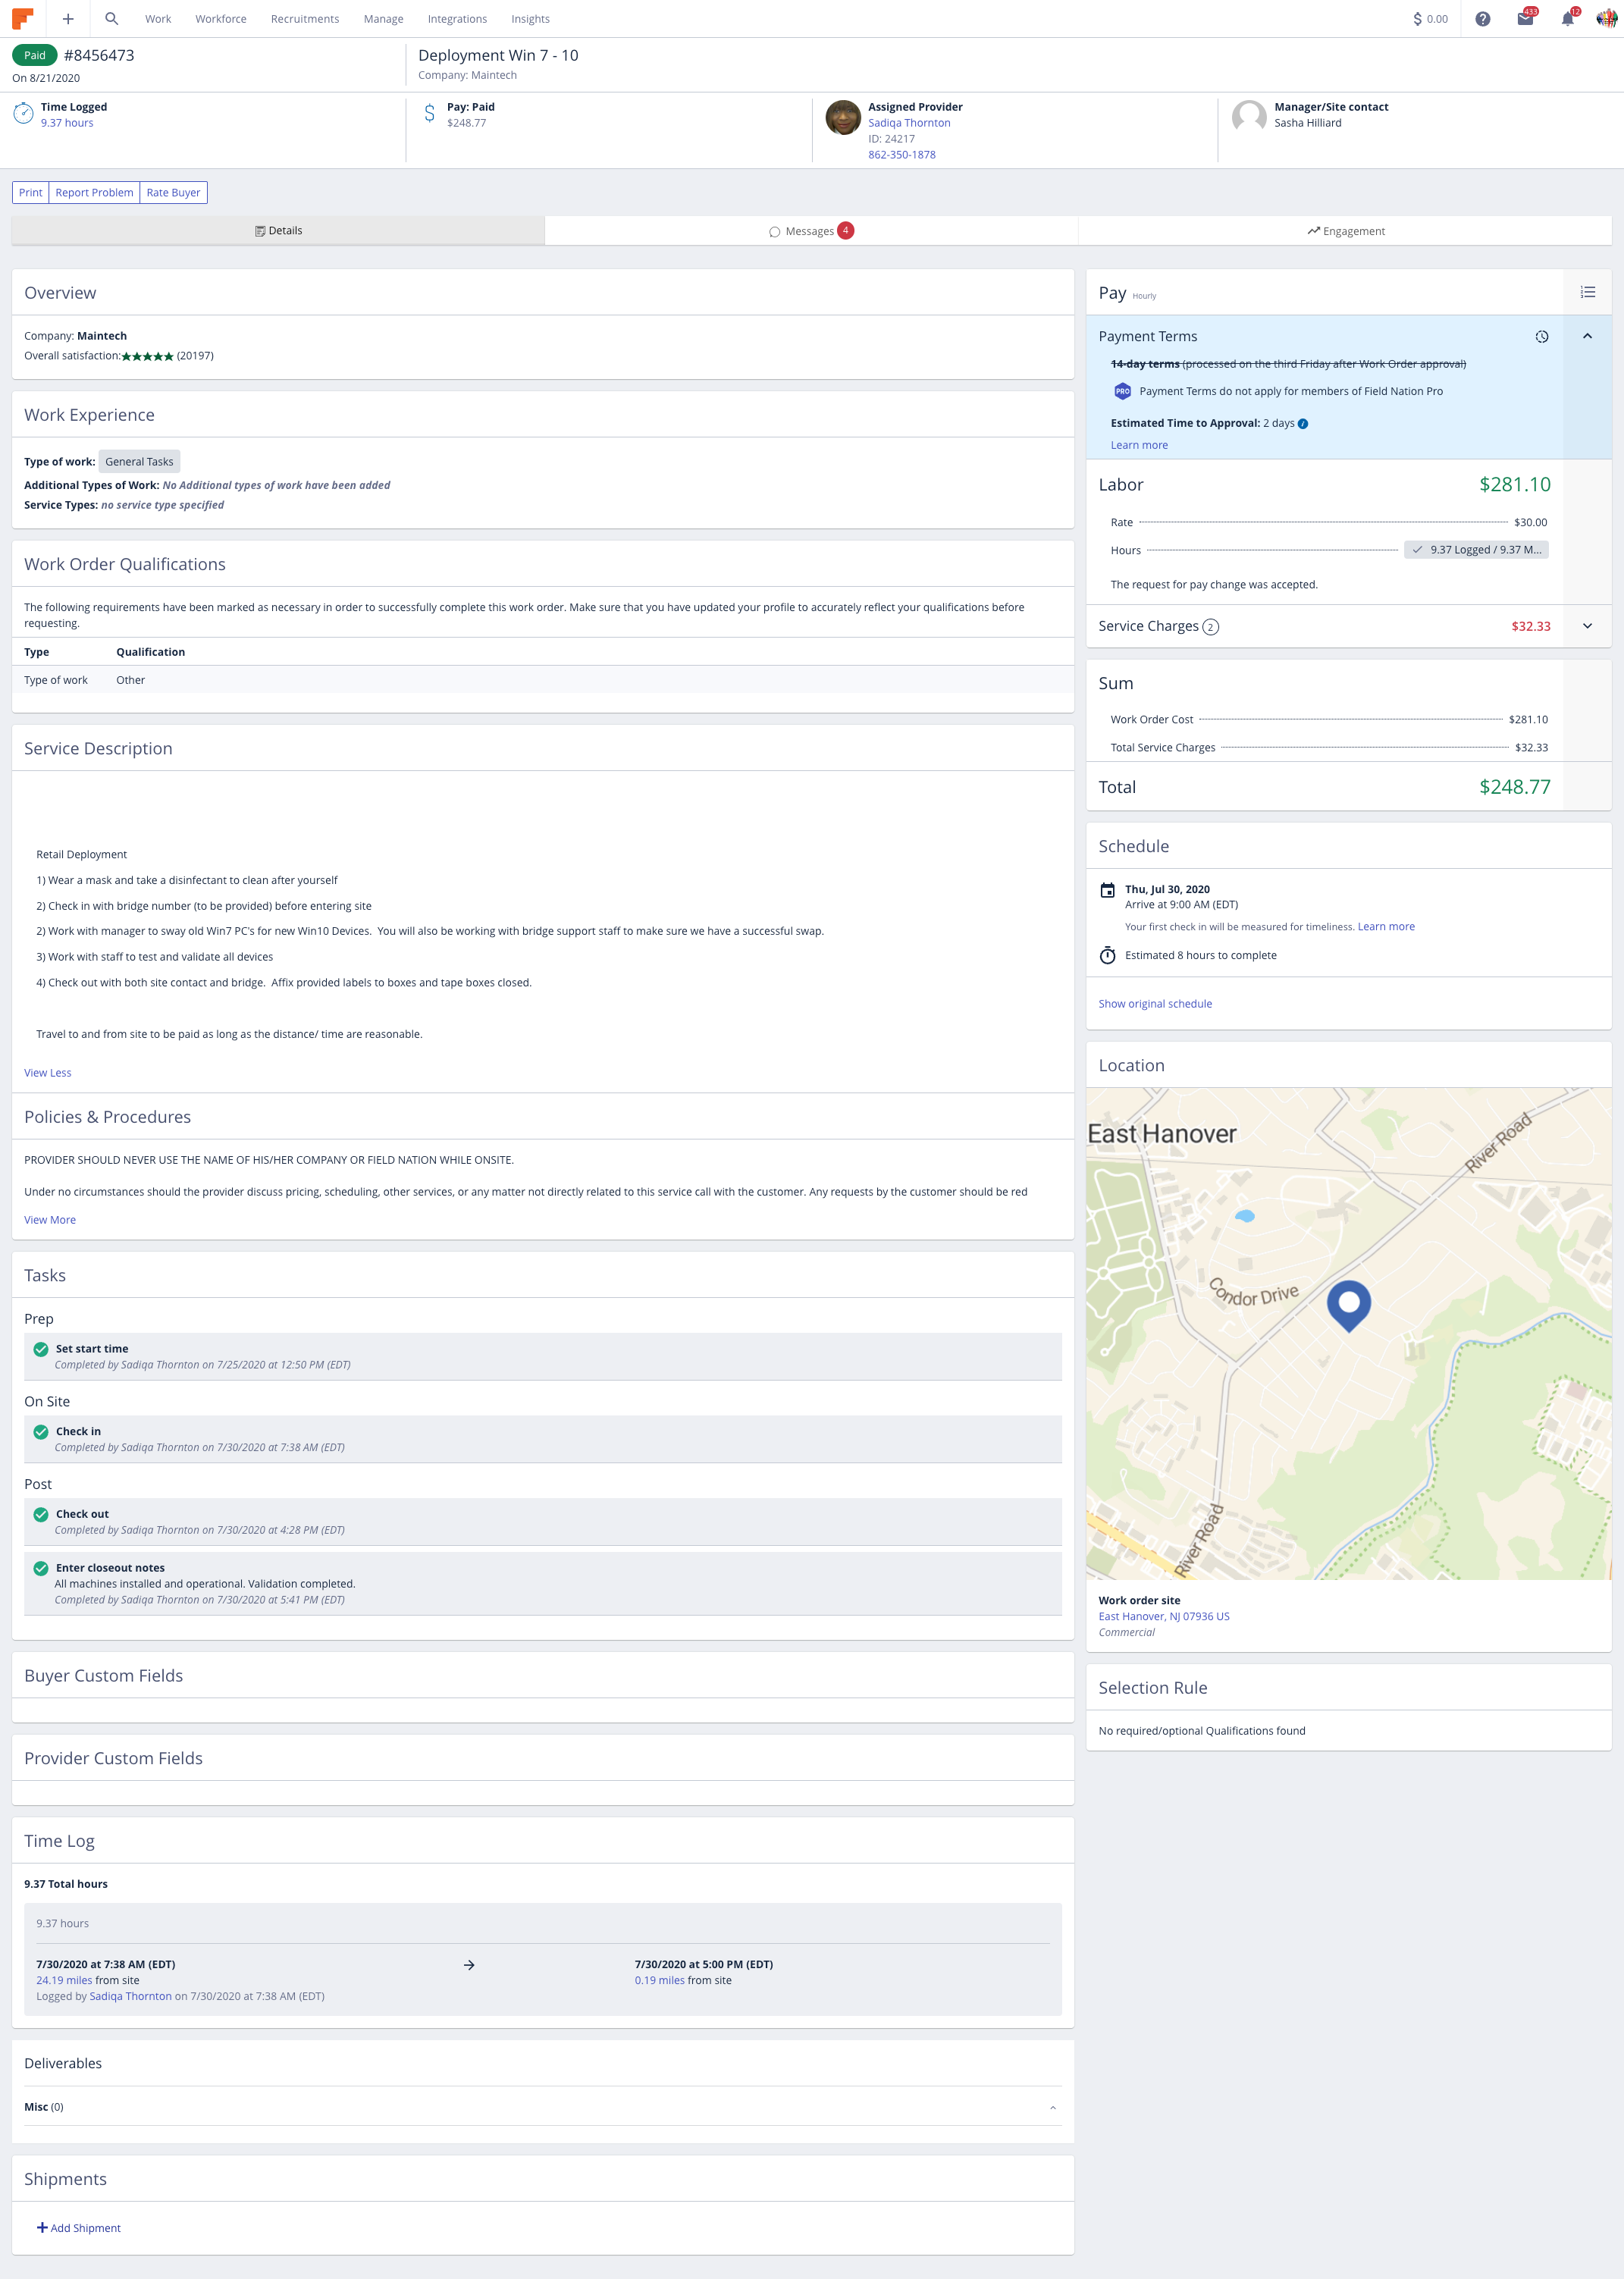 Work Workforce Recruitments Manage Integrations Insights $ 0.00 433 12
Paid #8456473
On 8/21/2020
Deployment Win 7 - 10
Company: Maintech
Time Logged
9.37 hours
Pay: Paid
$248.77
Assigned Provider
Sadiqa Thornton
ID: 24217
862-350-1878
Manager/Site contact
Sasha Hilliard
Print Report Problem Rate Buyer
Details Messages 4 Engagement
Overview
Company: Maintech
Overall satisfaction:★★★★★ (20197)
Work Experience
Type of work: General Tasks
Additional Types of Work: No Additional types of work have been added
Service Types: no service type specified
Work Order Qualifications
The following requirements have been marked as necessary in order to successfully complete this work order. Make sure that you have updated your profile to accurately reflect your qualifications before
requesting.
Type Qualification
Type of work Other
Service Description
Retail Deployment
1) Wear a mask and take a disinfectant to clean after yourself
2) Check in with bridge number (to be provided) before entering site
2) Work with manager to sway old Win7 PC's for new Win10 Devices.  You will also be working with bridge support staff to make sure we have a successful swap.
3) Work with staff to test and validate all devices
4) Check out with both site contact and bridge.  Affix provided labels to boxes and tape boxes closed.
Travel to and from site to be paid as long as the distance/ time are reasonable.
View Less
Policies & Procedures
PROVIDER SHOULD NEVER USE THE NAME OF HIS/HER COMPANY OR FIELD NATION WHILE ONSITE.
Under no circumstances should the provider discuss pricing, scheduling, other services, or any matter not directly related to this service call with the customer. Any requests by the customer should be red
View More
Tasks
Prep
Set start time
Completed by Sadiqa Thornton on 7/25/2020 at 12:50 PM (EDT)
On Site
Check in
Completed by Sadiqa Thornton on 7/30/2020 at 7:38 AM (EDT)
Post
Check out
Completed by Sadiqa Thornton on 7/30/2020 at 4:28 PM (EDT)
Enter closeout notes
All machines installed and operational. Validation completed.
Completed by Sadiqa Thornton on 7/30/2020 at 5:41 PM (EDT)
Buyer Custom Fields
Provider Custom Fields
Time Log
9.37 Total hours
9.37 hours
7/30/2020 at 7:38 AM (EDT) → 7/30/2020 at 5:00 PM (EDT)
24.19 miles from site 0.19 miles from site
Logged by Sadiqa Thornton on 7/30/2020 at 7:38 AM (EDT)
Deliverables
Misc (0)
Shipments
+ Add Shipment
Pay Hourly
Payment Terms
14-day terms (processed on the third Friday after Work Order approval)
PRO Payment Terms do not apply for members of Field Nation Pro
Estimated Time to Approval: 2 days
Learn more
Labor $281.10
Rate $30.00
Hours 9.37 Logged / 9.37 M...
The request for pay change was accepted.
Service Charges 2 $32.33
Sum
Work Order Cost $281.10
Total Service Charges $32.33
Total $248.77
Schedule
Thu, Jul 30, 2020
Arrive at 9:00 AM (EDT)
Your first check in will be measured for timeliness. Learn more
Estimated 8 hours to complete
Show original schedule
Location
East Hanover
River Road
Condor Drive
River Road
Work order site
East Hanover, NJ 07936 US
Commercial
Selection Rule
No required/optional Qualifications found